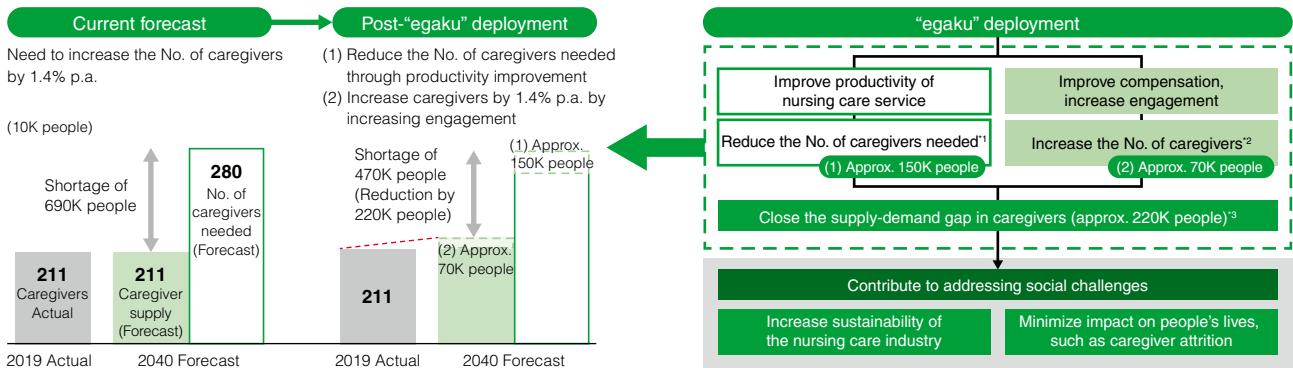 Current forecast
Need to increase the No. of caregivers
by 1.4% p.a.
(10K people)
Shortage of
690K people
280
No. of
caregivers
needed
(Forecast)
211
Caregivers
Actual
211
Caregiver
supply
(Forecast)
2019 Actual
2040 Forecast
Post-“egaku” deployment
(1) Reduce the No. of caregivers needed
through productivity improvement
(2) Increase caregivers by 1.4% p.a. by
increasing engagement
Shortage of
470K people
(Reduction by
220K people)
(1) Approx.
150K people
(2) Approx.
70K people
211
2019 Actual
2040 Forecast
“egaku” deployment
Improve productivity of
nursing care service
Reduce the No. of caregivers needed*1
(1) Approx. 150K people
Improve compensation,
increase engagement
Increase the No. of caregivers*2
(2) Approx. 70K people
Close the supply-demand gap in caregivers (approx. 220K people)*3
Contribute to addressing social challenges
Increase sustainability of
the nursing care industry
Minimize impact on people’s lives,
such as caregiver attrition